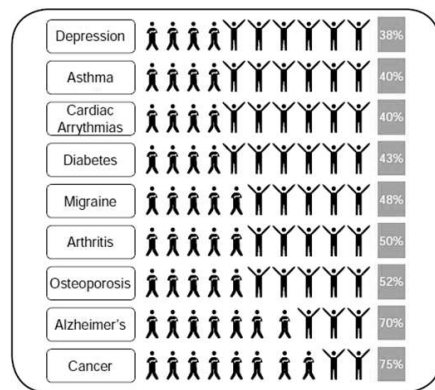 Depression 38%
Asthma 40%
Cardiac
Arrythmias 40%
Diabetes 43%
Migraine 48%
Arthritis 50%
Osteoporosis 52%
Alzheimer's 70%
Cancer 75%